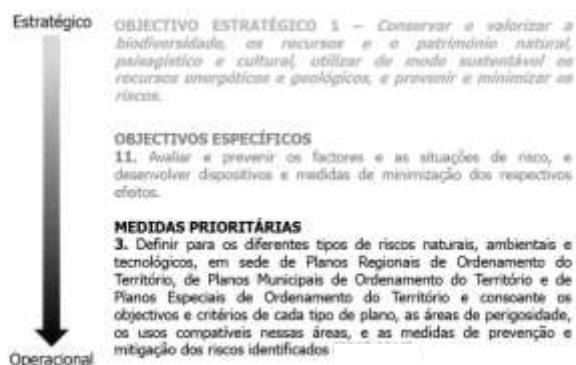 Estratégico
OBJECTIVO ESTRATÉGICO 1 – Conservar e valorizar a
biodiversidade, os recursos e o património natural,
paisagístico e cultural, utilizar de modo sustentável os
recursos energéticos e geológicos, e prevenir e minimizar os
riscos.
OBJECTIVOS ESPECÍFICOS
11. Avaliar e prevenir os factores e as situações de risco, e
desenvolver dispositivos e medidas de minimização dos respectivos
efeitos.
MEDIDAS PRIORITÁRIAS
3. Definir para os diferentes tipos de riscos naturais, ambientais e
tecnológicos, em sede de Planos Regionais de Ordenamento do
Território, de Planos Municipais de Ordenamento do Território e de
Planos Especiais de Ordenamento do Território e consoante os
objectivos e critérios de cada tipo de plano, as áreas de perigosidade,
os usos compatíveis nessas áreas, e as medidas de prevenção e
mitigação dos riscos identificados
Operacional